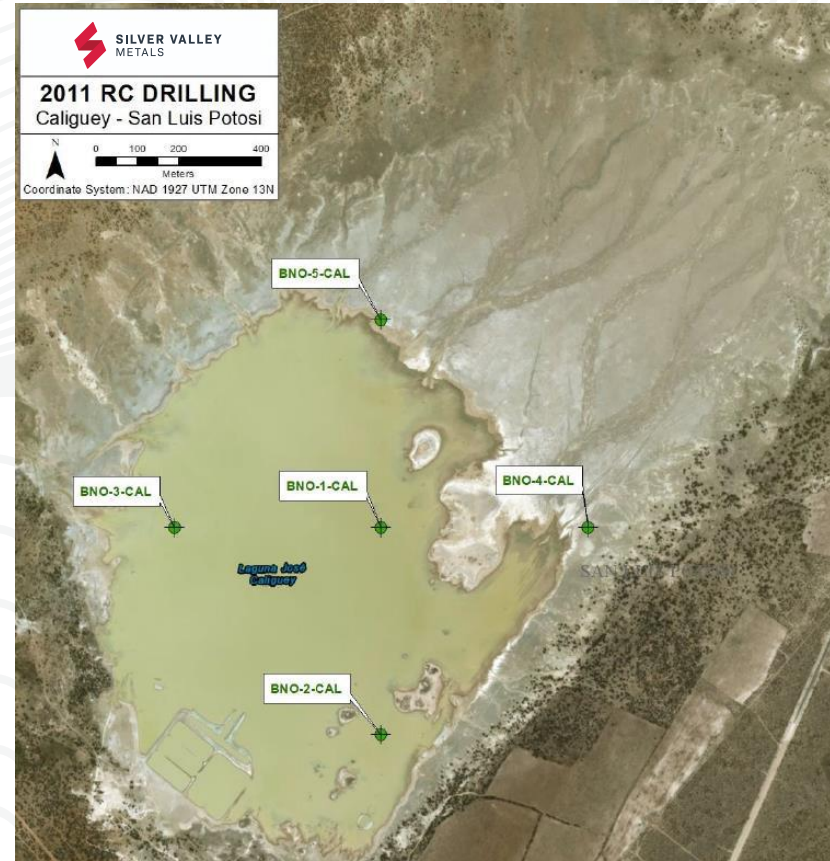 SILVER VALLEY
METALS
2011 RC DRILLING
Caliguey - San Luis Potosi
N
0 100 200 400
Meters
Coordinate System: NAD 1927 UTM Zone 13N
BNO-5-CAL
BNO-3-CAL
BNO-1-CAL
BNO-4-CAL
Laguna José
Caliguey
BNO-2-CAL